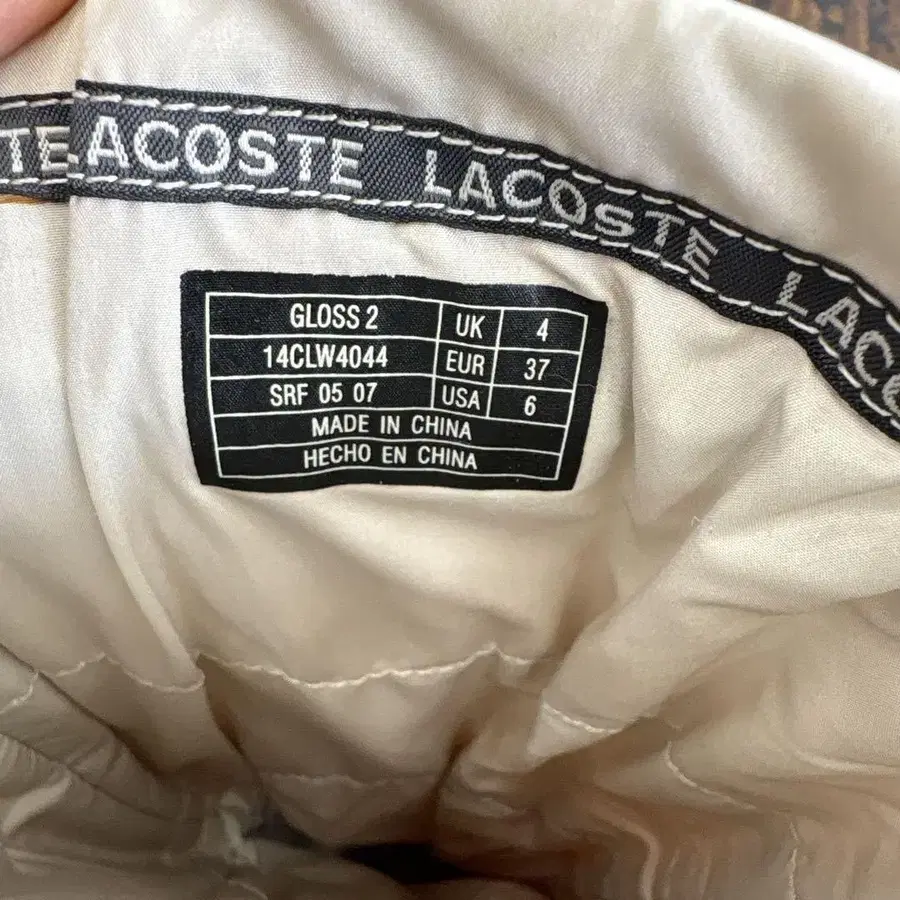 LACOSTE LACOSTE
GLOSS 2 UK 4
14CLW4044 EUR 37
SRF 05 07 USA 6
MADE IN CHINA
HECHO EN CHINA